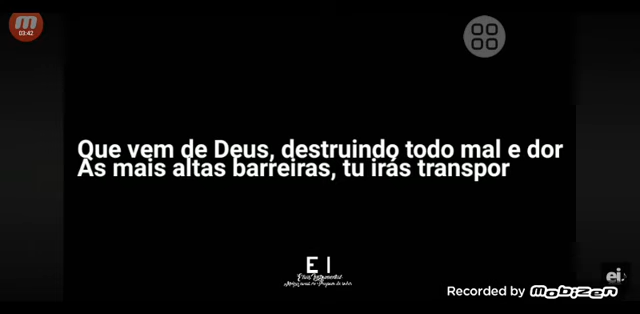 03:42
Que vem de Deus, destruindo todo mal e dor
As mais altas barreiras, tu irás transpor
E I
ei
Recorded by Mobizen